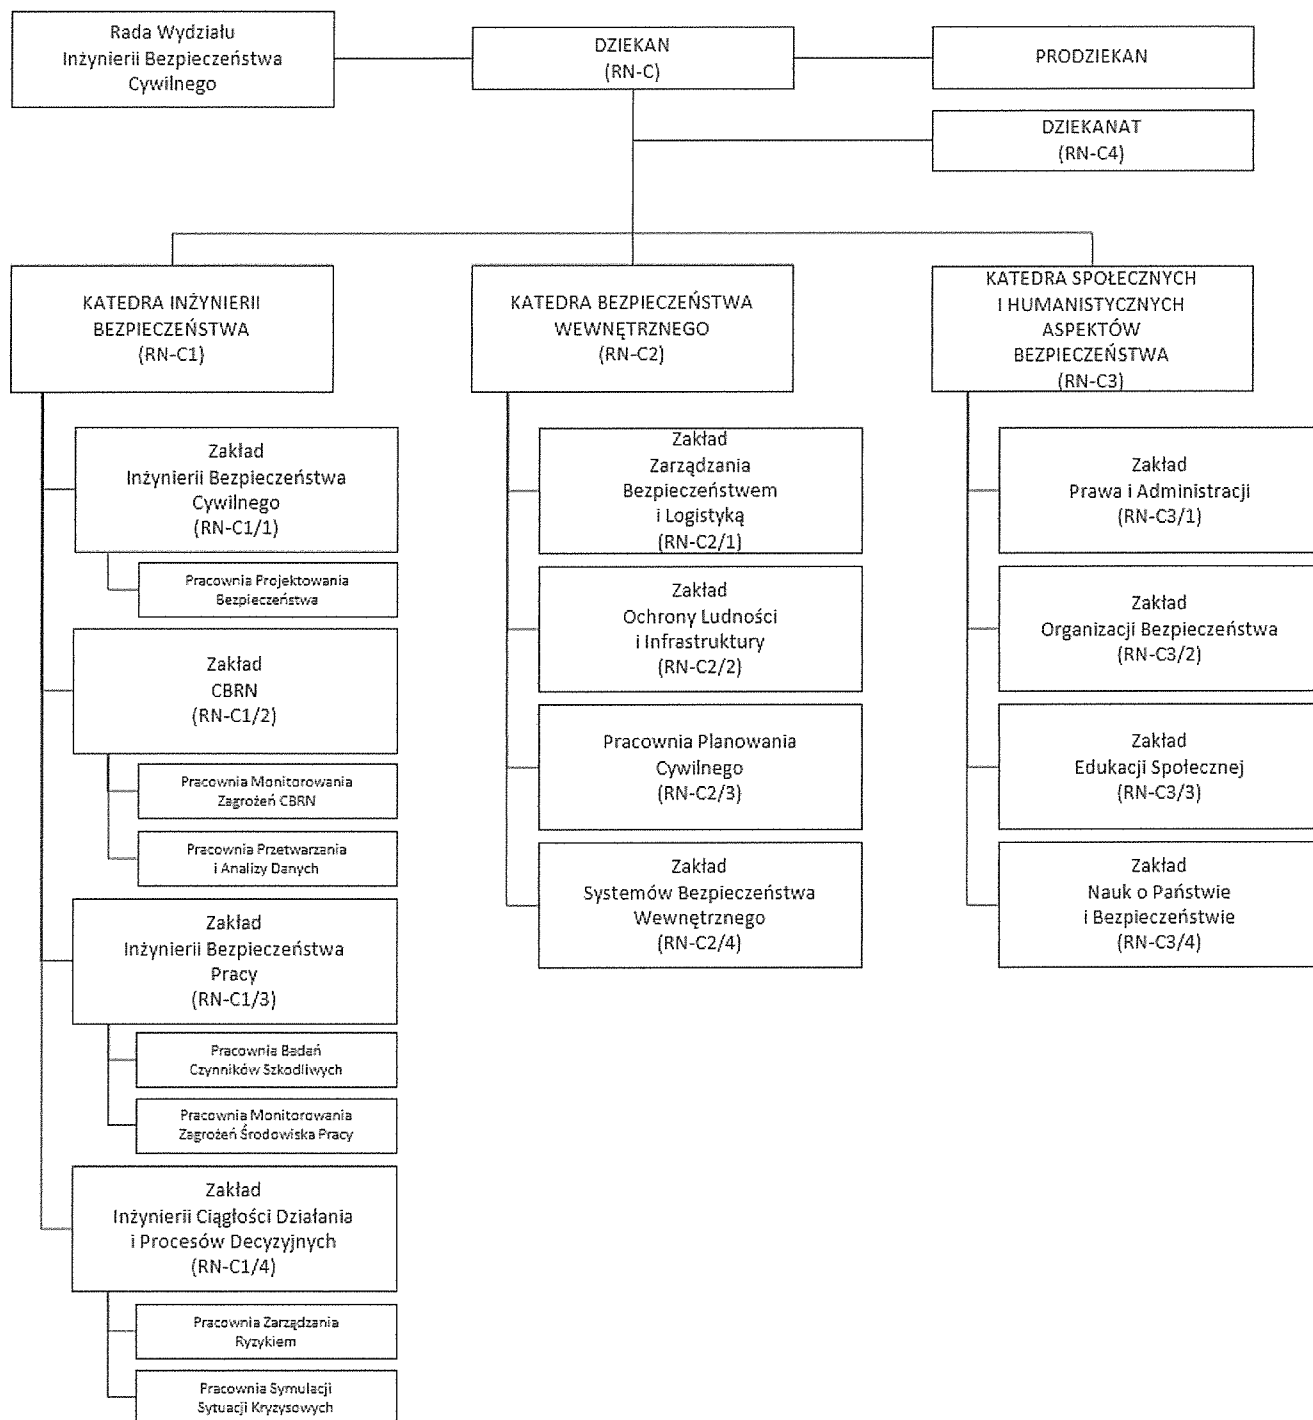 Rada Wydziału
Inżynierii Bezpieczeństwa
Cywilnego
DZIEKAN
(RN-C)
PRODZIEKAN
DZIEKANAT
(RN-C4)
KATEDRA INŻYNIERII
BEZPIECZEŃSTWA
(RN-C1)
Zakład
Inżynierii Bezpieczeństwa
Cywilnego
(RN-C1/1)
Pracownia Projektowania
Bezpieczeństwa
Zakład
CBRN
(RN-C1/2)
Pracownia Monitorowania
Zagrożeń CBRN
Pracownia Przetwarzania
i Analizy Danych
Zakład
Inżynierii Bezpieczeństwa
Pracy
(RN-C1/3)
Pracownia Badań
Czynników Szkodliwych
Pracownia Monitorowania
Zagrożeń Środowiska Pracy
Zakład
Inżynierii Ciągłości Działania
i Procesów Decyzyjnych
(RN-C1/4)
Pracownia Zarządzania
Ryzykiem
Pracownia Symulacji
Sytuacji Kryzysowych
KATEDRA BEZPIECZEŃSTWA
WEWNĘTRZNEGO
(RN-C2)
Zakład
Zarządzania
Bezpieczeństwem
i Logistyką
(RN-C2/1)
Zakład
Ochrony Ludności
i Infrastruktury
(RN-C2/2)
Pracownia Planowania
Cywilnego
(RN-C2/3)
Zakład
Systemów Bezpieczeństwa
Wewnętrznego
(RN-C2/4)
KATEDRA SPOŁECZNYCH
I HUMANISTYCZNYCH
ASPEKTÓW
BEZPIECZEŃSTWA
(RN-C3)
Zakład
Prawa i Administracji
(RN-C3/1)
Zakład
Organizacji Bezpieczeństwa
(RN-C3/2)
Zakład
Edukacji Społecznej
(RN-C3/3)
Zakład
Nauk o Państwie
i Bezpieczeństwie
(RN-C3/4)